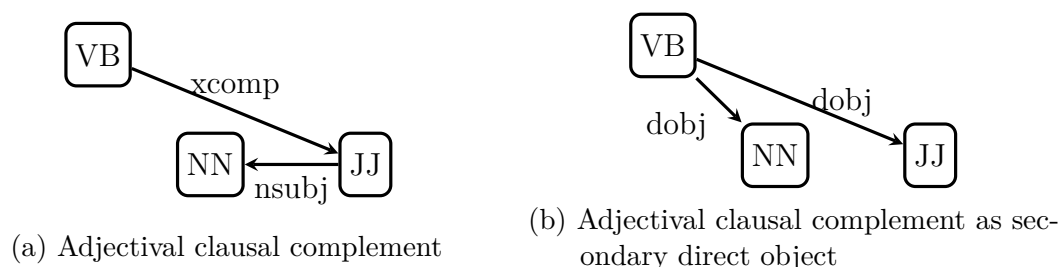 VB
xcomp
NN
JJ
nsubj
(a) Adjectival clausal complement
VB
dobj
dobj
NN
JJ
(b) Adjectival clausal complement as sec-
ondary direct object